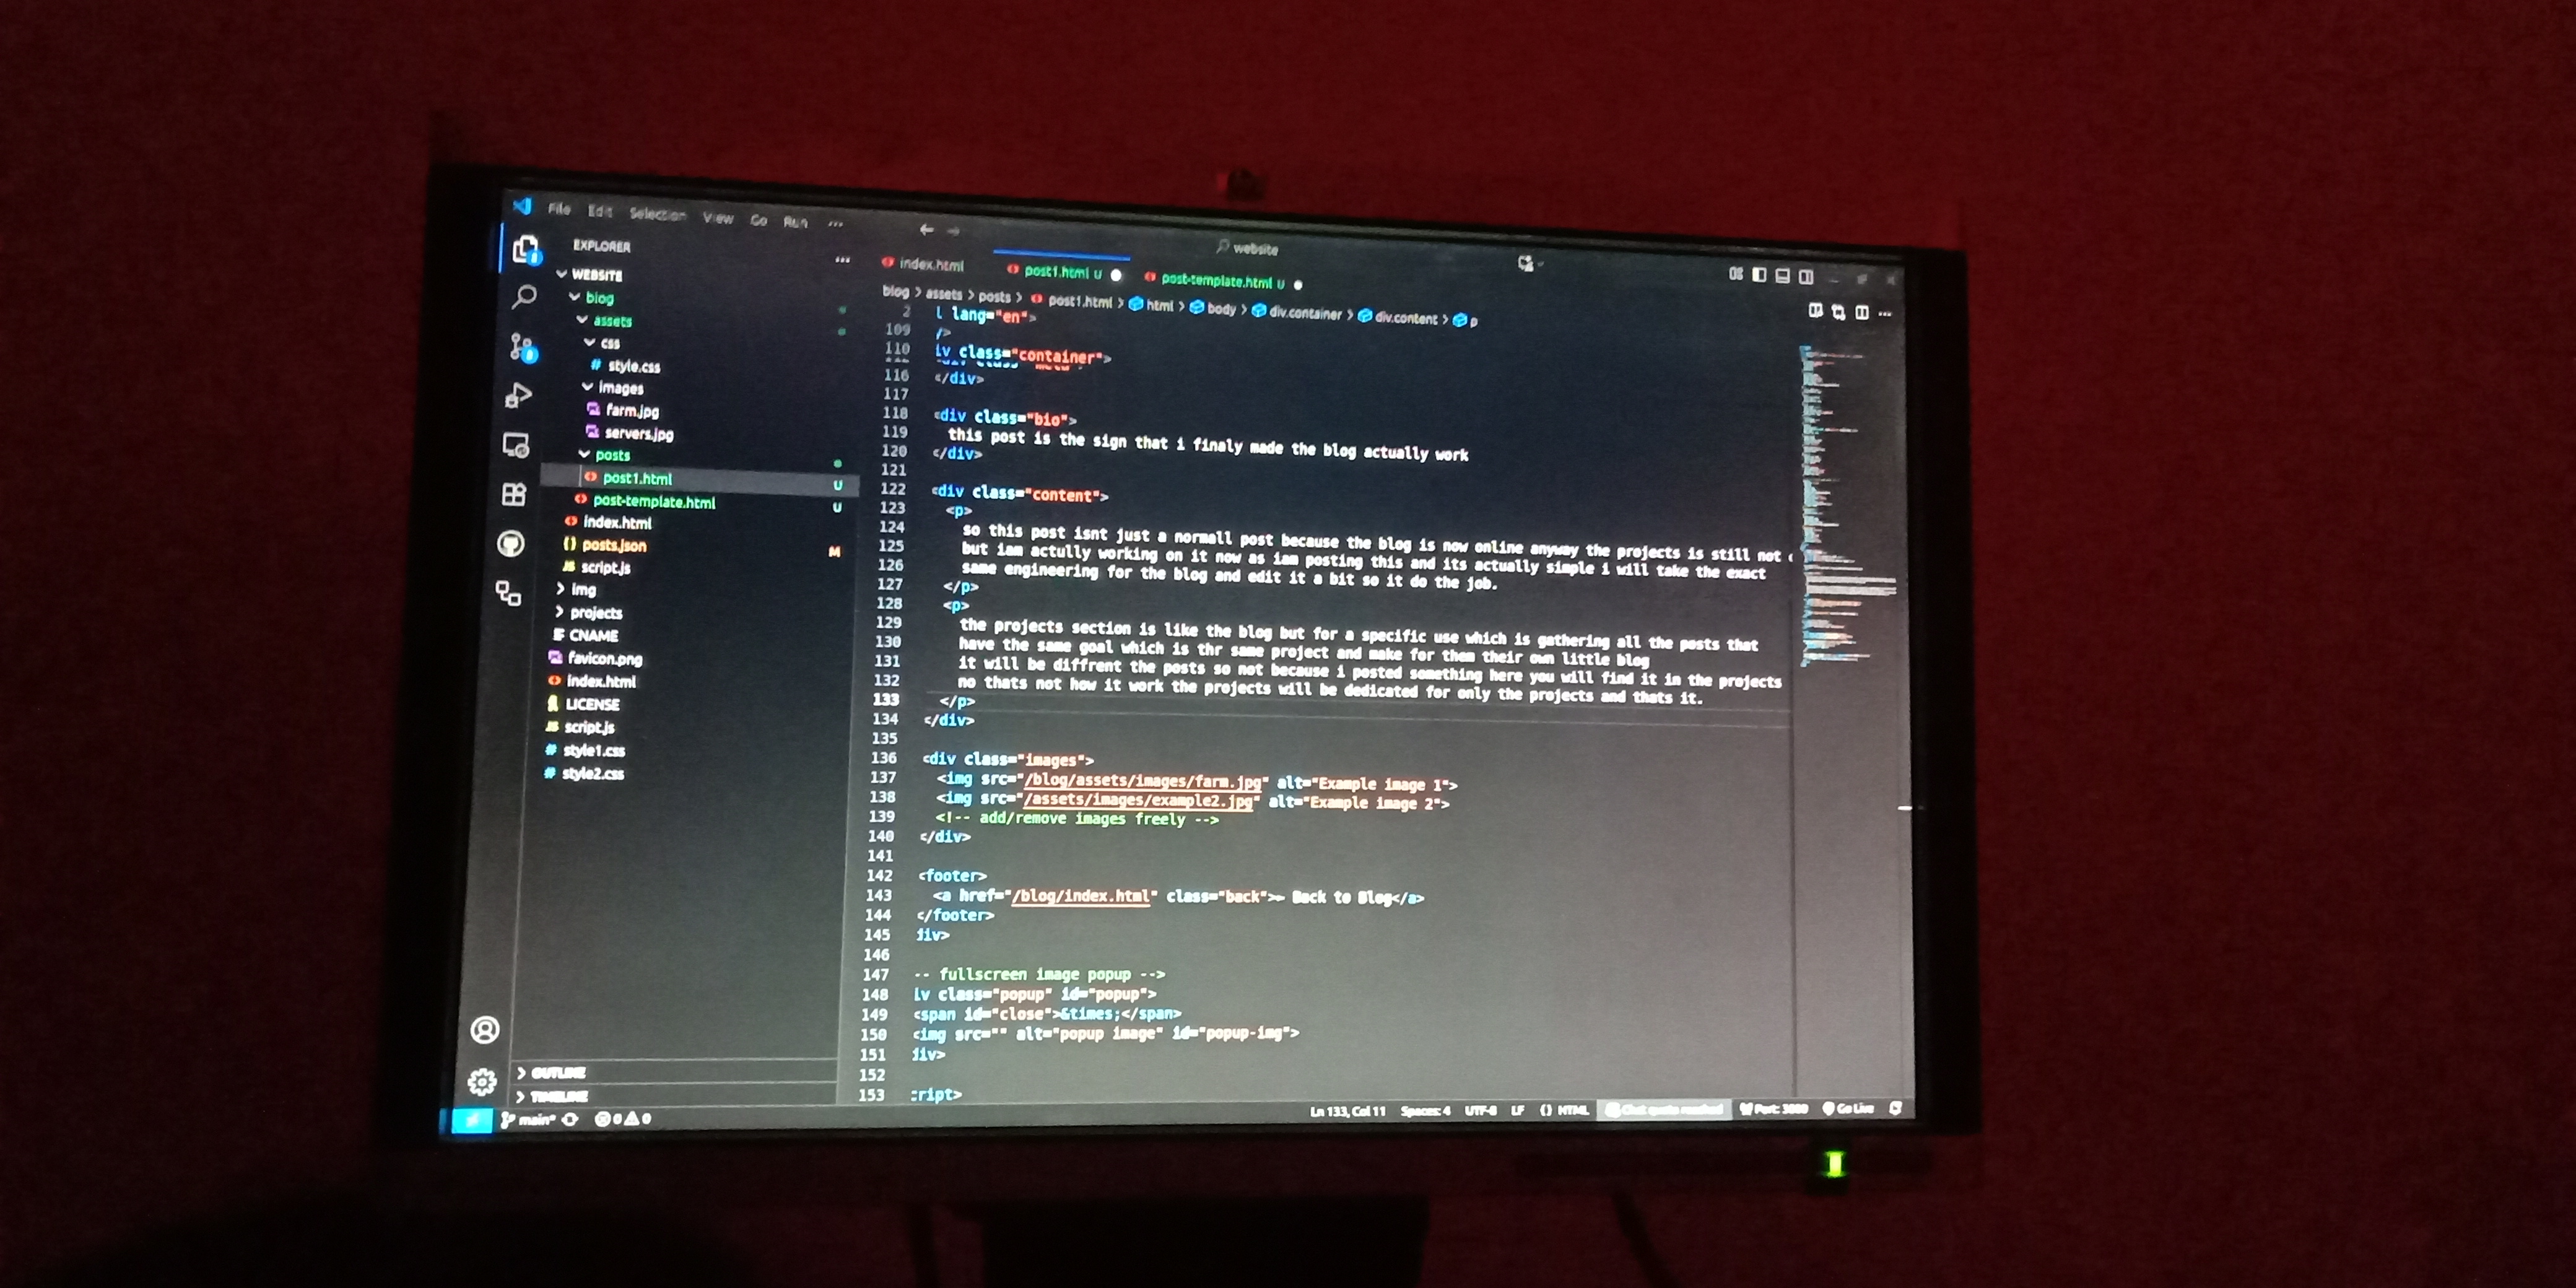 File Edit Selection View Go Run ...
website
EXPLORER
...
index.html
post1.html U
post-template.html U
WEBSITE
blog > assets > posts > post1.html > html > body > div.container > div.content > p
blog
assets
css
style.css
images
farm.jpg
servers.jpg
posts
post1.html U
post-template.html U
index.html
posts.json M
script.js
img
projects
CNAME
favicon.png
index.html
LICENSE
script.js
style1.css
style2.css
OUTLINE
TIMELINE
2 l lang="en">
109 />
110 iv class="container">
116 </div>
117
118 <div class="bio">
119 this post is the sign that i finaly made the blog actually work
120 </div>
121
122 <div class="content">
123 <p>
124 so this post isnt just a normall post because the blog is now online anyway the projects is still not
125 but iam actully working on it now as iam posting this and its actually simple i will take the exact
126 same engineering for the blog and edit it a bit so it do the job.
127 </p>
128 <p>
129 the projects section is like the blog but for a specific use which is gathering all the posts that
130 have the same goal which is thr same project and make for them their own little blog
131 it will be diffrent the posts so not because i posted something here you will find it in the projects
132 no thats not how it work the projects will be dedicated for only the projects and thats it.
133 </p>
134 </div>
135
136 <div class="images">
137 <img src="/blog/assets/images/farm.jpg" alt="Example image 1">
138 <img src="/assets/images/example2.jpg" alt="Example image 2">
139 <!-- add/remove images freely -->
140 </div>
141
142 <footer>
143 <a href="/blog/index.html" class="back"> Back to Blog</a>
144 </footer>
145 div>
146
147 -- fullscreen image popup -->
148 iv class="popup" id="popup">
149 <span id="close">&times;</span>
150 <img src="" alt="popup image" id="popup-img">
151 div>
152
153 cript>
main* 0 0
Ln 133, Col 11 Spaces: 4 UTF-8 LF {} HTML Chat quota reached Port: 3000 Go Live